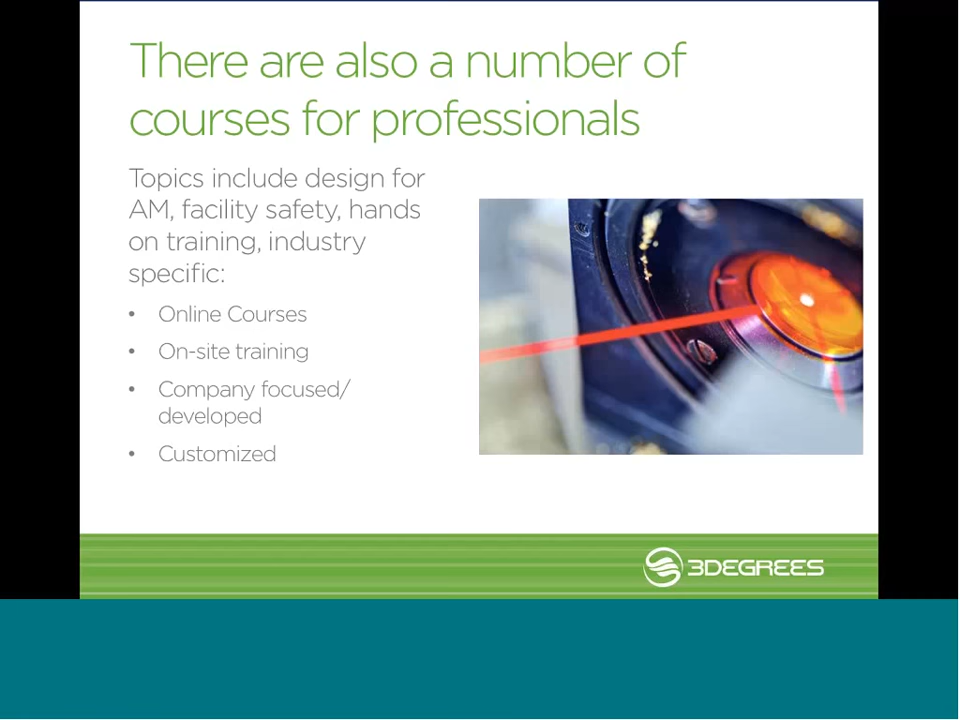 There are also a number of
courses for professionals
Topics include design for
AM, facility safety, hands
on training, industry
specific:
• Online Courses
• On-site training
• Company focused/
developed
• Customized
3DEGREES